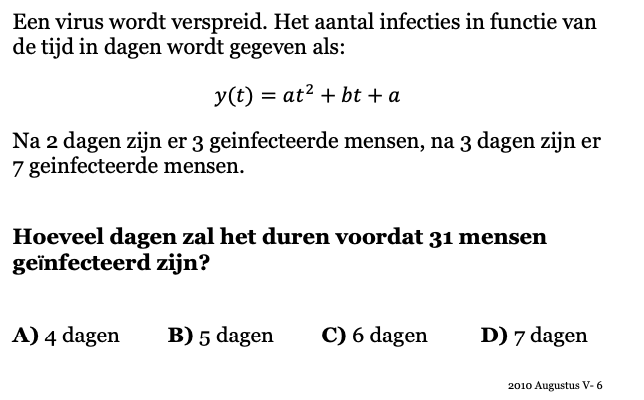 Een virus wordt verspreid. Het aantal infecties in functie van
de tijd in dagen wordt gegeven als:
y(t) = at² + bt + a
Na 2 dagen zijn er 3 geinfecteerde mensen, na 3 dagen zijn er
7 geinfecteerde mensen.
Hoeveel dagen zal het duren voordat 31 mensen
geïnfecteerd zijn?
A) 4 dagen B) 5 dagen C) 6 dagen D) 7 dagen
2010 Augustus V- 6